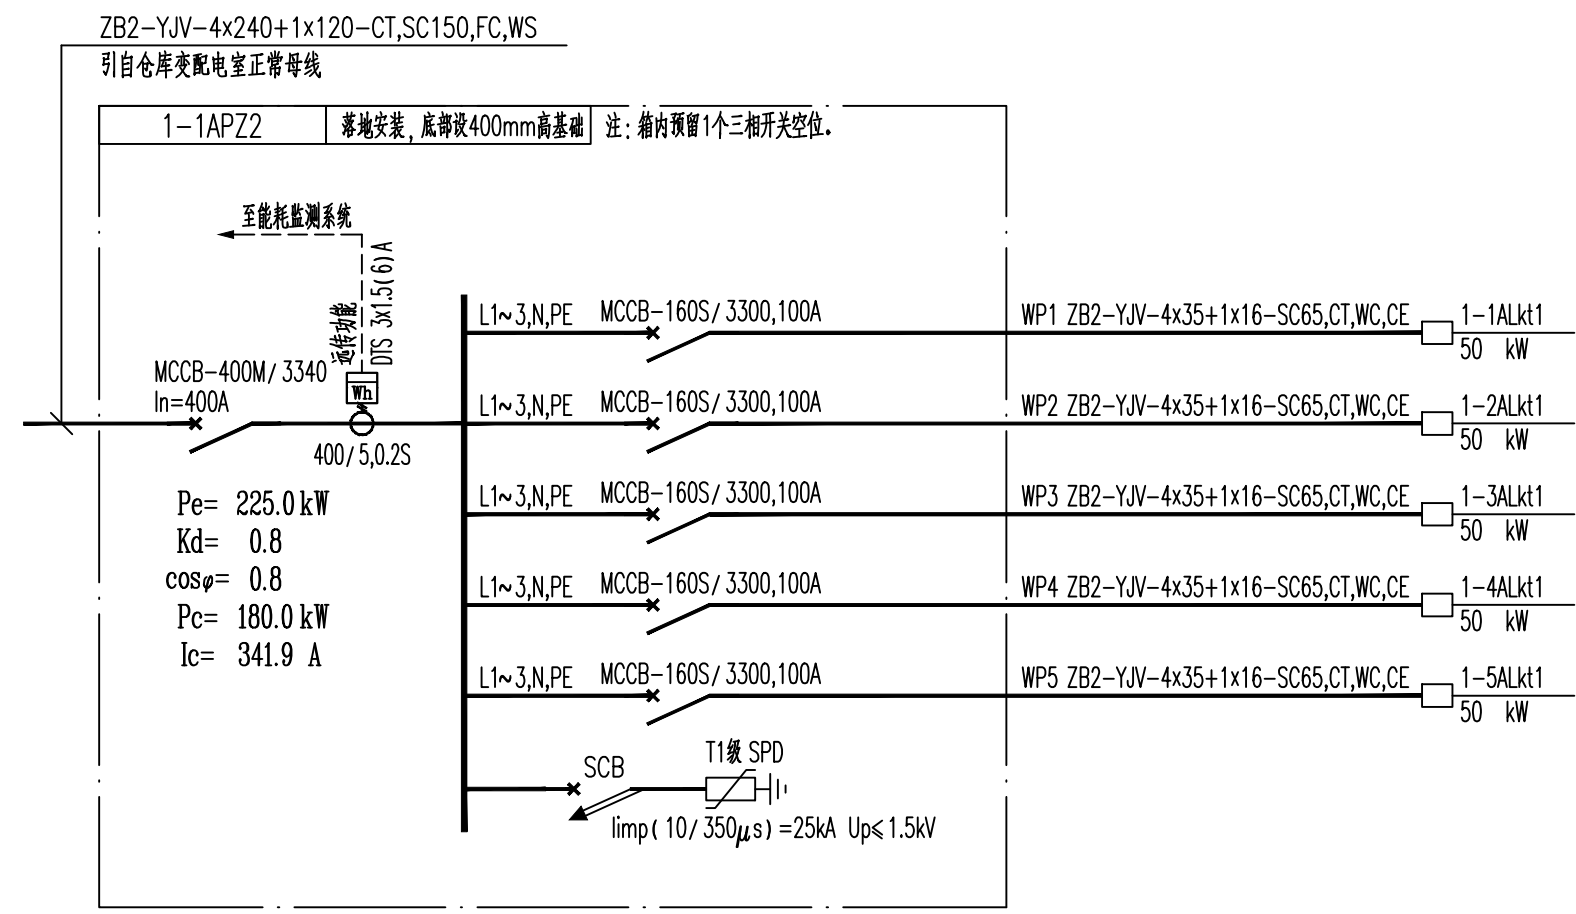 ZB2-YJV-4x240+1x120-CT,SC150,FC,WS
引自仓库变配电室正常母线
1-1APZ2 落地安装,底部设400mm高基础 注:箱内预留1个三相开关空位。
至能耗监测系统
远传功能
DTS 3x1.5(6)A
MCCB-400M/3340
In=400A
Wh
400/5,0.2S
Pe= 225.0kW
Kd= 0.8
cosφ= 0.8
Pc= 180.0kW
Ic= 341.9 A
L1~3,N,PE MCCB-160S/3300,100A WP1 ZB2-YJV-4x35+1x16-SC65,CT,WC,CE 1-1ALkt1
50 kW
L1~3,N,PE MCCB-160S/3300,100A WP2 ZB2-YJV-4x35+1x16-SC65,CT,WC,CE 1-2ALkt1
50 kW
L1~3,N,PE MCCB-160S/3300,100A WP3 ZB2-YJV-4x35+1x16-SC65,CT,WC,CE 1-3ALkt1
50 kW
L1~3,N,PE MCCB-160S/3300,100A WP4 ZB2-YJV-4x35+1x16-SC65,CT,WC,CE 1-4ALkt1
50 kW
L1~3,N,PE MCCB-160S/3300,100A WP5 ZB2-YJV-4x35+1x16-SC65,CT,WC,CE 1-5ALkt1
50 kW
SCB T1级 SPD
Iimp(10/350μs)=25kA Up≤1.5kV